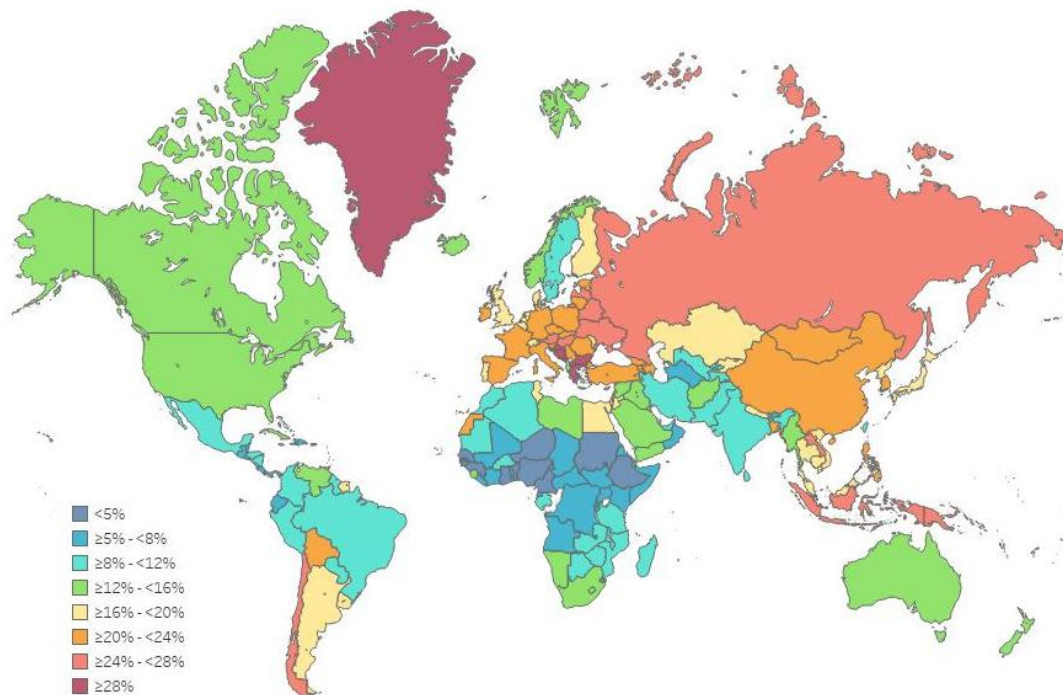 <5%
≥5% - <8%
≥8% - <12%
≥12% - <16%
≥16% - <20%
≥20% - <24%
≥24% - <28%
≥28%